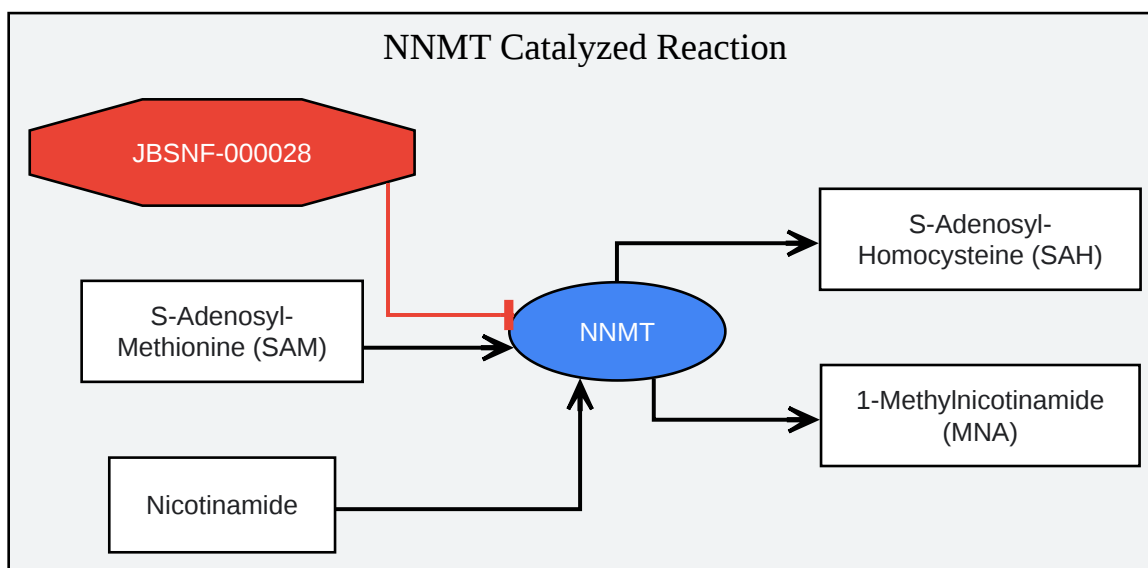 NNMT Catalyzed Reaction
JBSNF-000028
S-Adenosyl-
Homocysteine (SAH)
S-Adenosyl-
Methionine (SAM)
NNMT
1-Methylnicotinamide
(MNA)
Nicotinamide